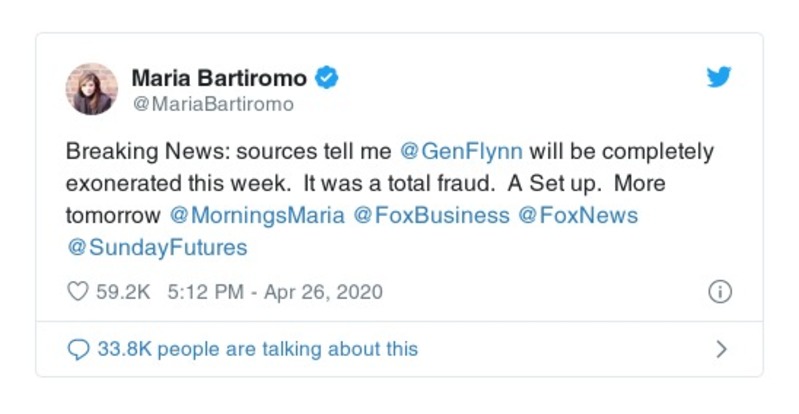 Maria Bartiromo
@MariaBartiromo
Breaking News: sources tell me @GenFlynn will be completely
exonerated this week.  It was a total fraud.  A Set up.  More
tomorrow @MorningsMaria @FoxBusiness @FoxNews
@SundayFutures
59.2K 5:12 PM - Apr 26, 2020
33.8K people are talking about this